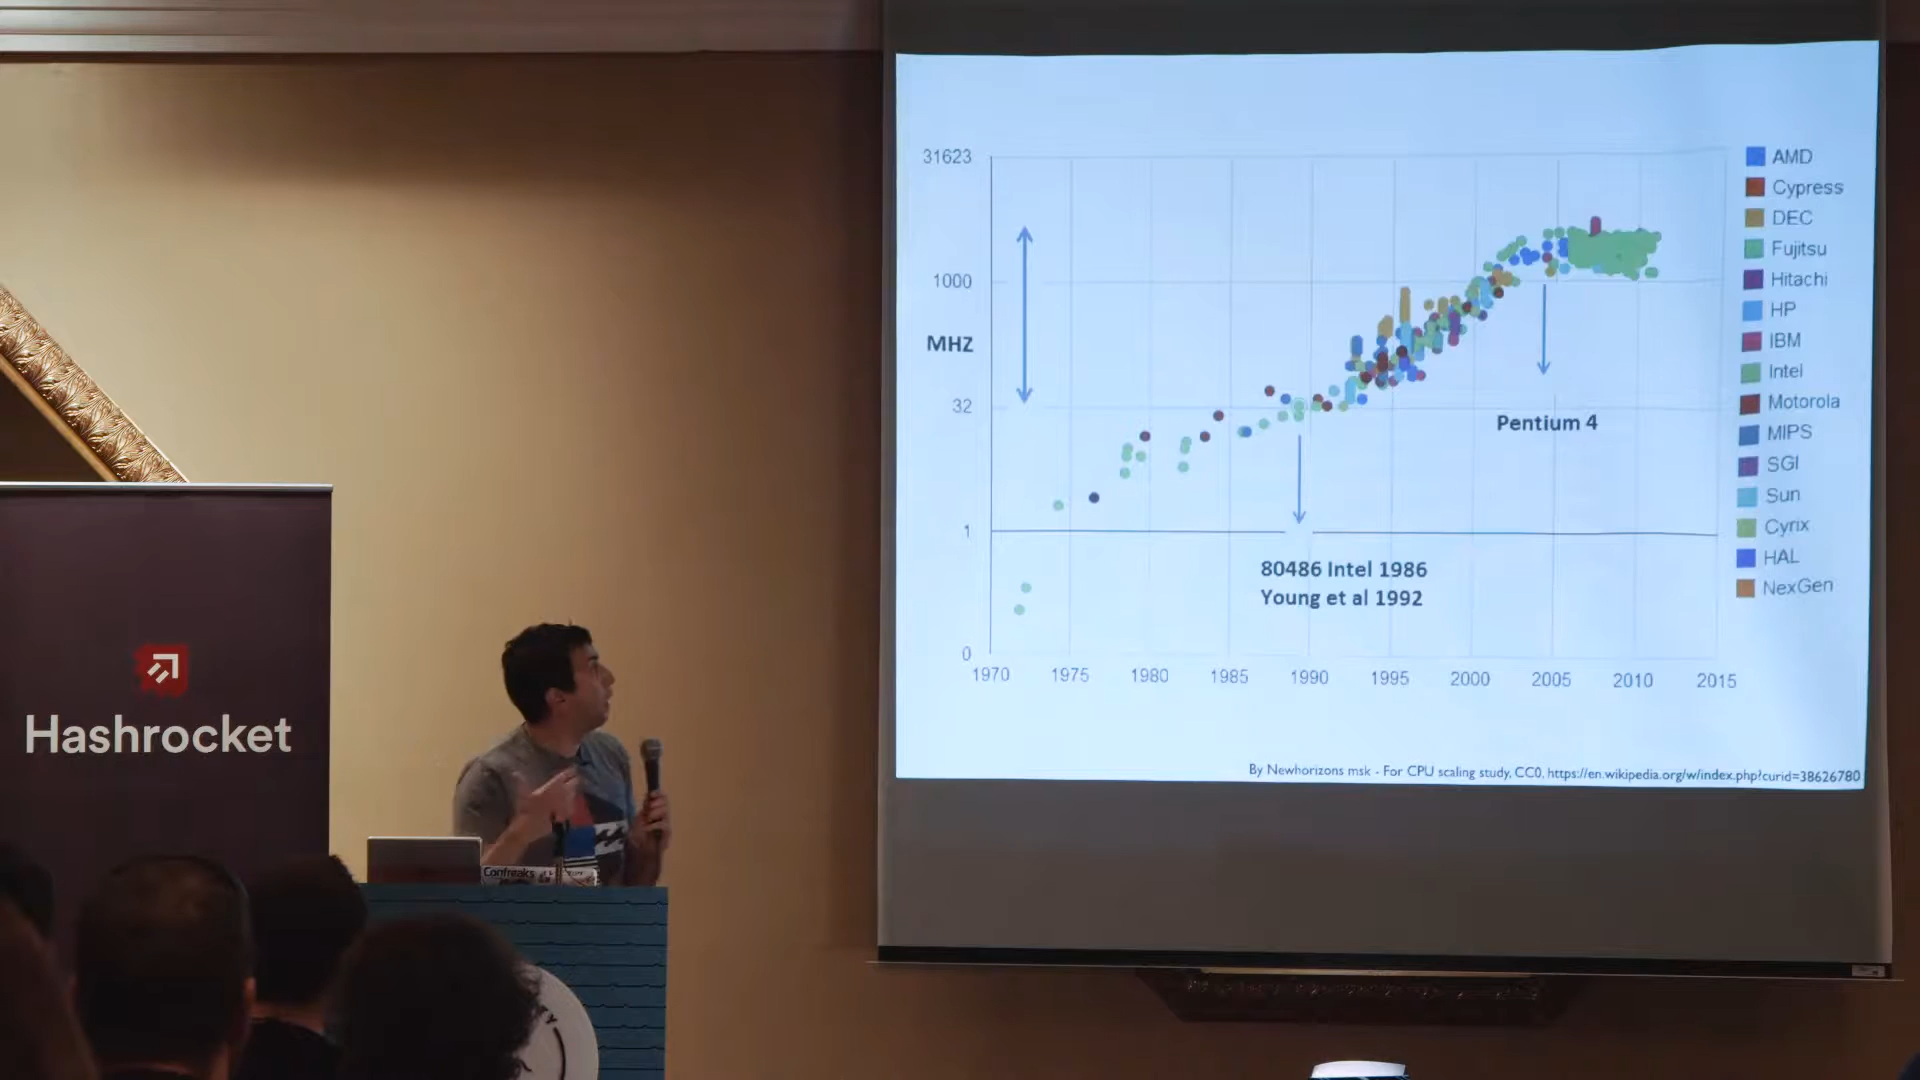 31623
1000
MHZ
32
1
0
1970 1975 1980 1985 1990 1995 2000 2005 2010 2015
Pentium 4
80486 Intel 1986
Young et al 1992
AMD
Cypress
DEC
Fujitsu
Hitachi
HP
IBM
Intel
Motorola
MIPS
SGI
Sun
Cyrix
HAL
NexGen
By Newhorizons msk - For CPU scaling study, CC0, https://en.wikipedia.org/w/index.php?curid=38626780
Hashrocket
Confreaks